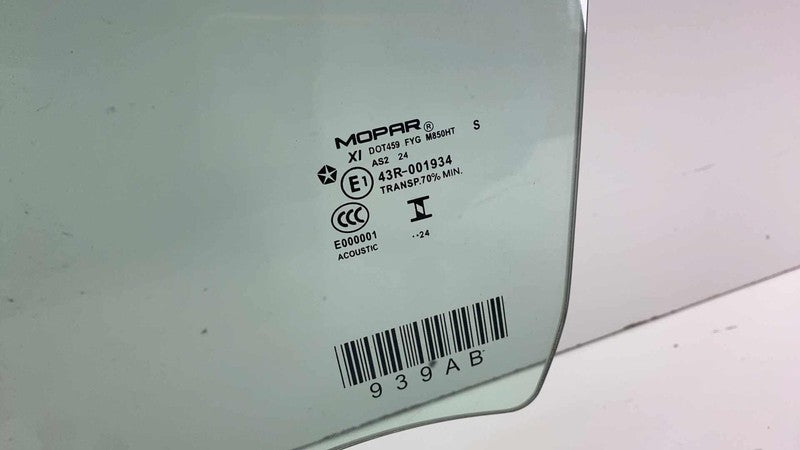 MOPAR®
XI DOT459 FYG M850HT S
AS2 24
E1 43R-001934
TRANSP.70% MIN.
CCC
E000001
ACOUSTIC
··24
939AB